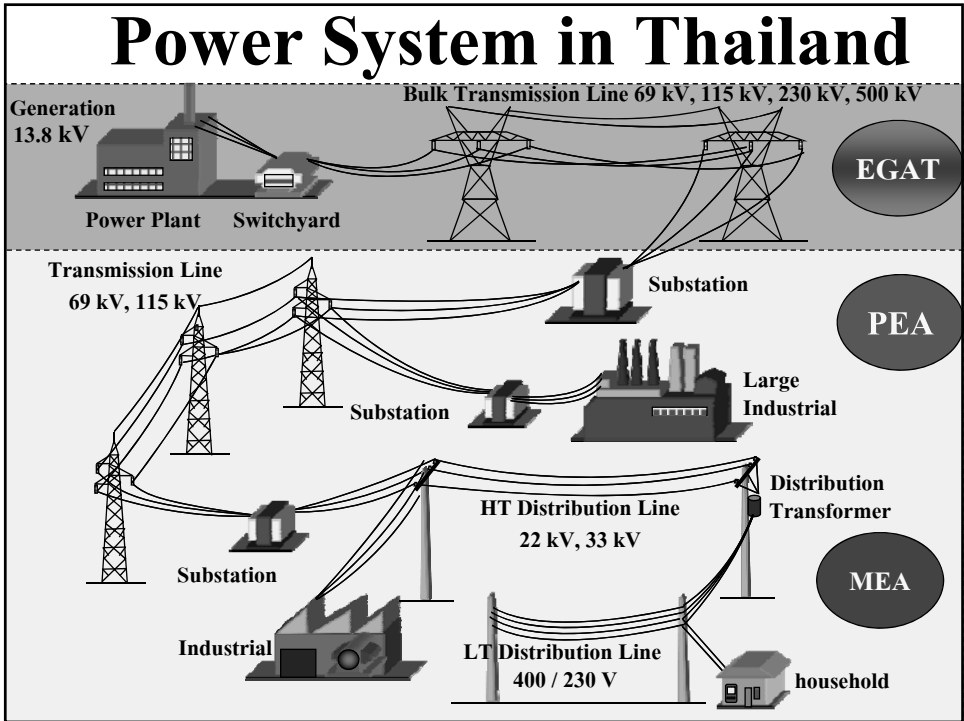 Power System in Thailand
Generation
13.8 kV
Bulk Transmission Line 69 kV, 115 kV, 230 kV, 500 kV
EGAT
Power Plant
Switchyard
Transmission Line
69 kV, 115 kV
Substation
PEA
Large
Industrial
Substation
HT Distribution Line
22 kV, 33 kV
Distribution
Transformer
Substation
MEA
Industrial
LT Distribution Line
400 / 230 V
household